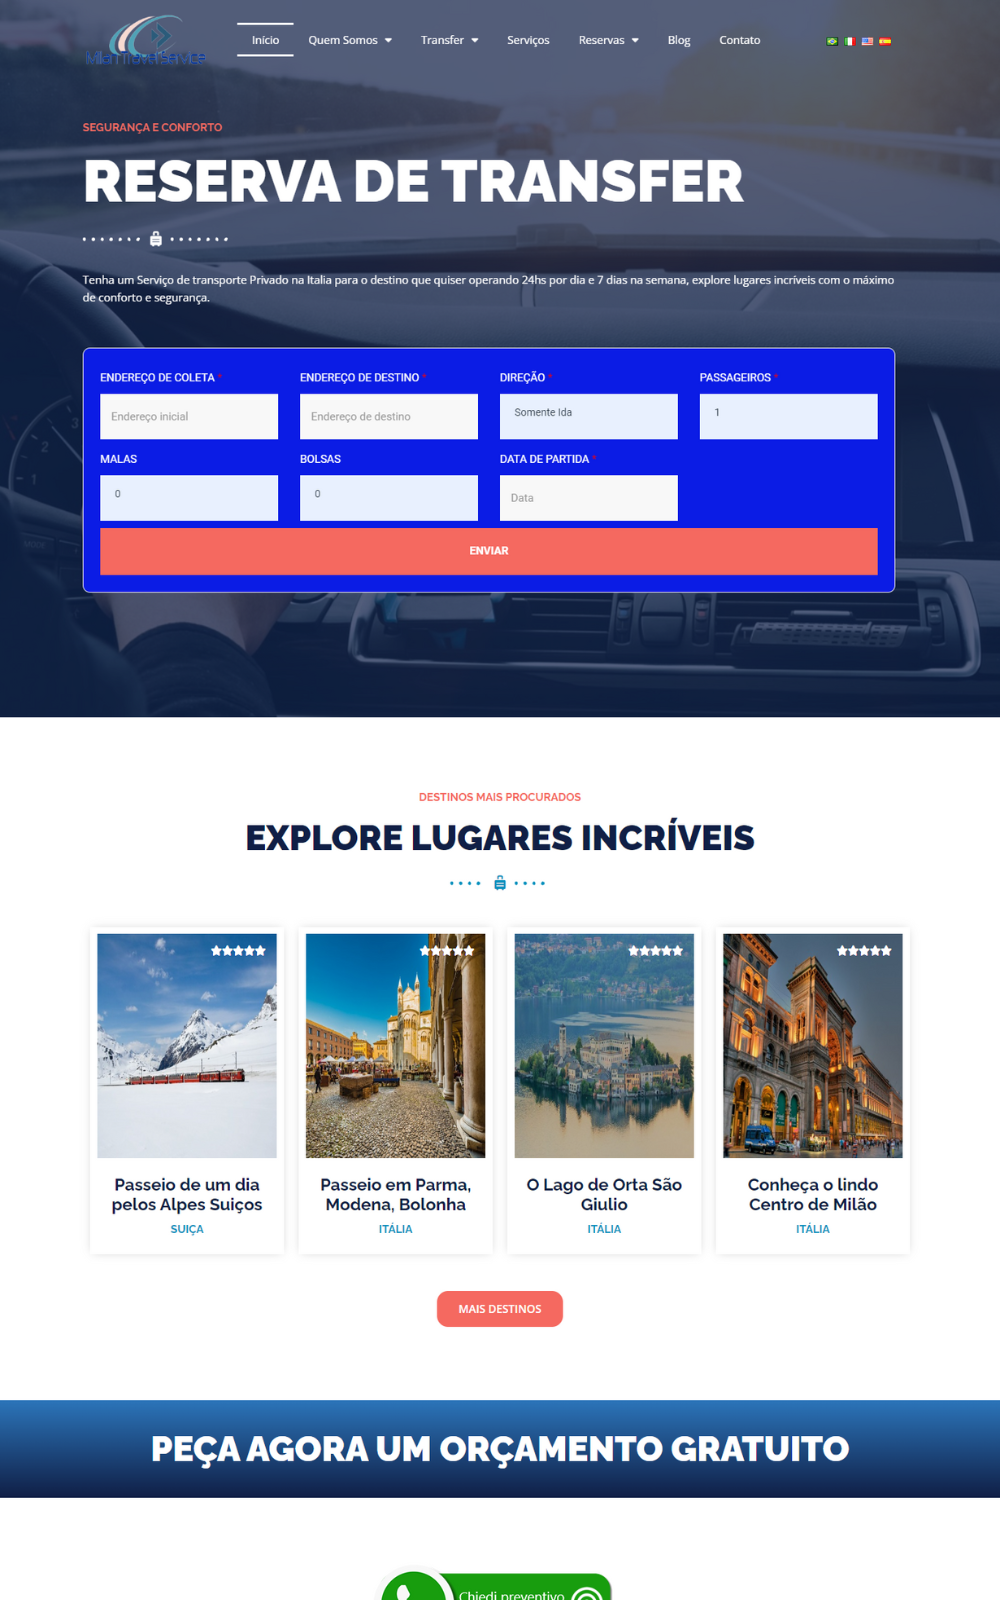 Milan Travel Service
Início
Quem Somos
Transfer
Serviços
Reservas
Blog
Contato
SEGURANÇA E CONFORTO
RESERVA DE TRANSFER
Tenha um Serviço de transporte Privado na Italia para o destino que quiser operando 24hs por dia e 7 dias na semana, explore lugares incríveis com o máximo
de conforto e segurança.
ENDEREÇO DE COLETA *
ENDEREÇO DE DESTINO *
DIREÇÃO *
PASSAGEIROS *
Endereço inicial
Endereço de destino
Somente Ida
1
MALAS
BOLSAS
DATA DE PARTIDA *
0
0
Data
ENVIAR
DESTINOS MAIS PROCURADOS
EXPLORE LUGARES INCRÍVEIS
Passeio de um dia
pelos Alpes Suiços
SUIÇA
Passeio em Parma,
Modena, Bolonha
ITÁLIA
O Lago de Orta São
Giulio
ITÁLIA
Conheça o lindo
Centro de Milão
ITÁLIA
MAIS DESTINOS
PEÇA AGORA UM ORÇAMENTO GRATUITO
Chiedi preventivo